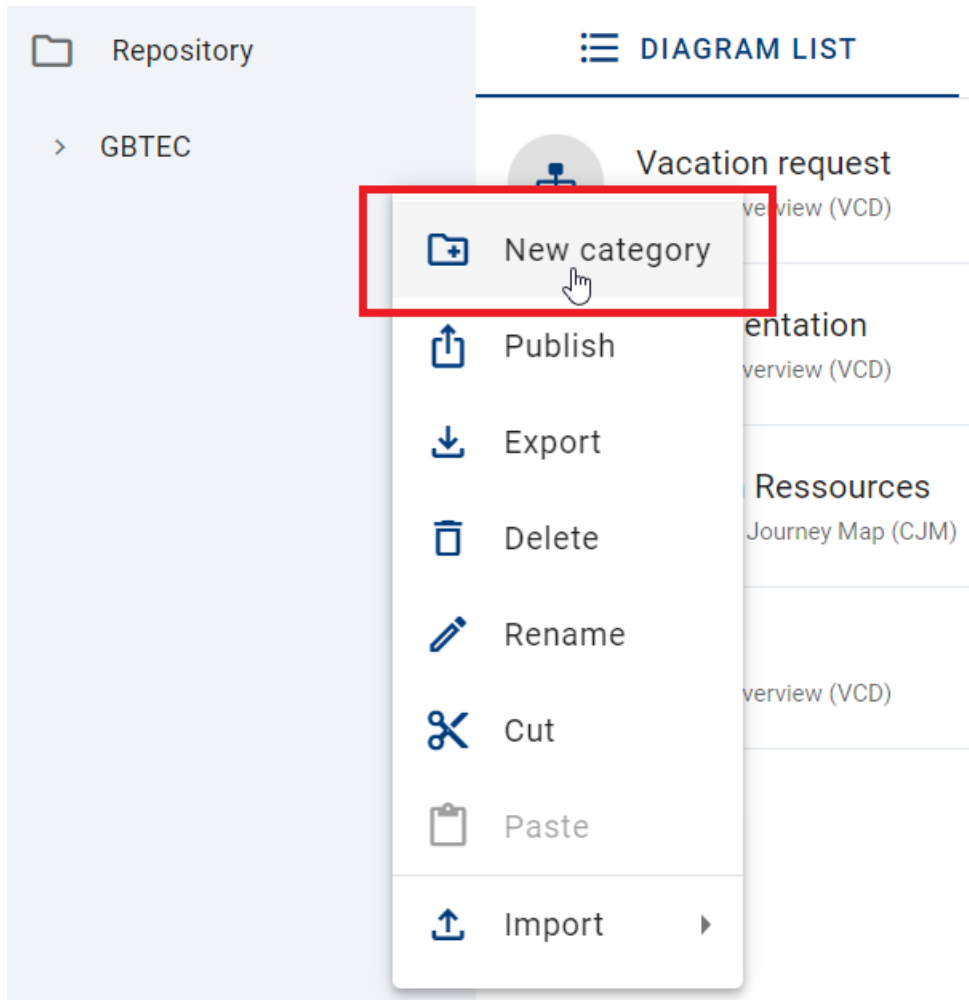 Repository
DIAGRAM LIST
GBTEC
Vacation request
verview (VCD)
New category
entation
verview (VCD)
Publish
Export
Ressources
Journey Map (CJM)
Delete
Rename
verview (VCD)
Cut
Paste
Import